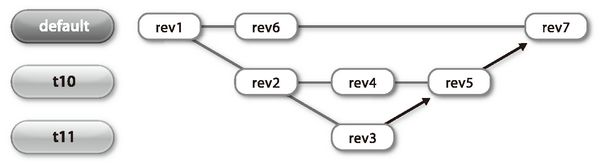 default rev1 rev6 rev7
t10 rev2 rev4 rev5
t11 rev3